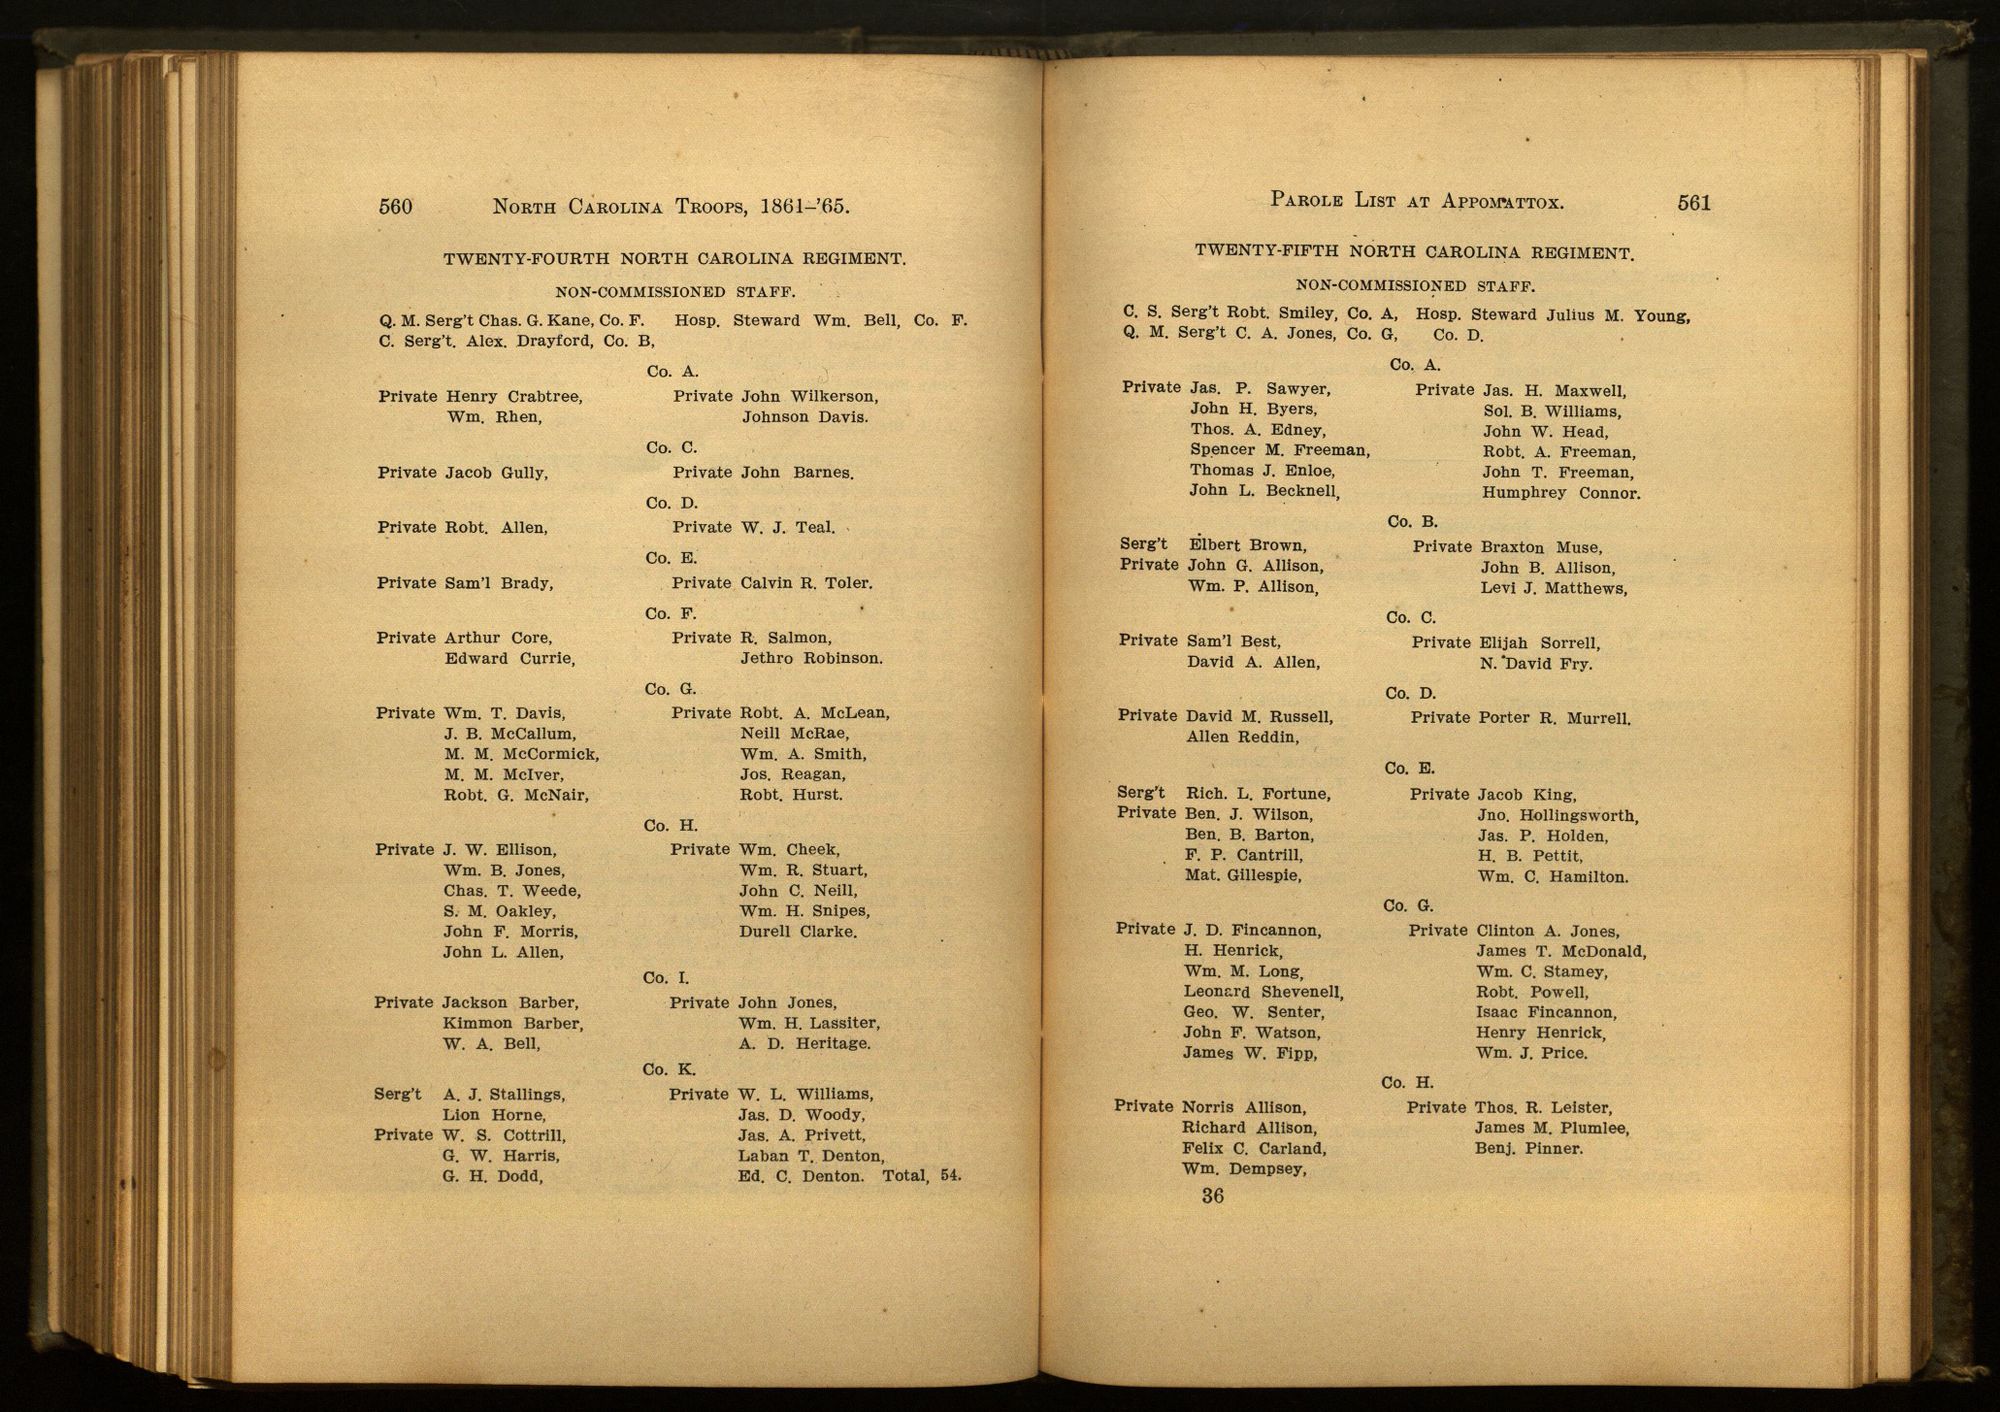 560 North Carolina Troops, 1861–'65.
TWENTY-FOURTH NORTH CAROLINA REGIMENT.
NON-COMMISSIONED STAFF.
Q. M. Serg't Chas. G. Kane, Co. F. Hosp. Steward Wm. Bell, Co. F.
C. Serg't. Alex. Drayford, Co. B,
Co. A.
Private Henry Crabtree, Private John Wilkerson,
Wm. Rhen, Johnson Davis.
Co. C.
Private Jacob Gully, Private John Barnes.
Co. D.
Private Robt. Allen, Private W. J. Teal.
Co. E.
Private Sam'l Brady, Private Calvin R. Toler.
Co. F.
Private Arthur Core, Private R. Salmon,
Edward Currie, Jethro Robinson.
Co. G.
Private Wm. T. Davis, Private Robt. A. McLean,
J. B. McCallum, Neill McRae,
M. M. McCormick, Wm. A. Smith,
M. M. McIver, Jos. Reagan,
Robt. G. McNair, Robt. Hurst.
Co. H.
Private J. W. Ellison, Private Wm. Cheek,
Wm. B. Jones, Wm. R. Stuart,
Chas. T. Weede, John C. Neill,
S. M. Oakley, Wm. H. Snipes,
John F. Morris, Durell Clarke.
John L. Allen,
Co. I.
Private Jackson Barber, Private John Jones,
Kimmon Barber, Wm. H. Lassiter,
W. A. Bell, A. D. Heritage.
Co. K.
Serg't A. J. Stallings, Private W. L. Williams,
Lion Horne, Jas. D. Woody,
Private W. S. Cottrill, Jas. A. Privett,
G. W. Harris, Laban T. Denton,
G. H. Dodd, Ed. C. Denton. Total, 54.
Parole List at Appomattox. 561
TWENTY-FIFTH NORTH CAROLINA REGIMENT.
NON-COMMISSIONED STAFF.
C. S. Serg't Robt. Smiley, Co. A, Hosp. Steward Julius M. Young,
Q. M. Serg't C. A. Jones, Co. G, Co. D.
Co. A.
Private Jas. P. Sawyer, Private Jas. H. Maxwell,
John H. Byers, Sol. B. Williams,
Thos. A. Edney, John W. Head,
Spencer M. Freeman, Robt. A. Freeman,
Thomas J. Enloe, John T. Freeman,
John L. Becknell, Humphrey Connor.
Co. B.
Serg't Elbert Brown, Private Braxton Muse,
Private John G. Allison, John B. Allison,
Wm. P. Allison, Levi J. Matthews,
Co. C.
Private Sam'l Best, Private Elijah Sorrell,
David A. Allen, N. David Fry.
Co. D.
Private David M. Russell, Private Porter R. Murrell.
Allen Reddin,
Co. E.
Serg't Rich. L. Fortune, Private Jacob King,
Private Ben. J. Wilson, Jno. Hollingsworth,
Ben. B. Barton, Jas. P. Holden,
F. P. Cantrill, H. B. Pettit,
Mat. Gillespie, Wm. C. Hamilton.
Co. G.
Private J. D. Fincannon, Private Clinton A. Jones,
H. Henrick, James T. McDonald,
Wm. M. Long, Wm. C. Stamey,
Leonard Shevenell, Robt. Powell,
Geo. W. Senter, Isaac Fincannon,
John F. Watson, Henry Henrick,
James W. Fipp, Wm. J. Price.
Co. H.
Private Norris Allison, Private Thos. R. Leister,
Richard Allison, James M. Plumlee,
Felix C. Carland, Benj. Pinner.
Wm. Dempsey,
36